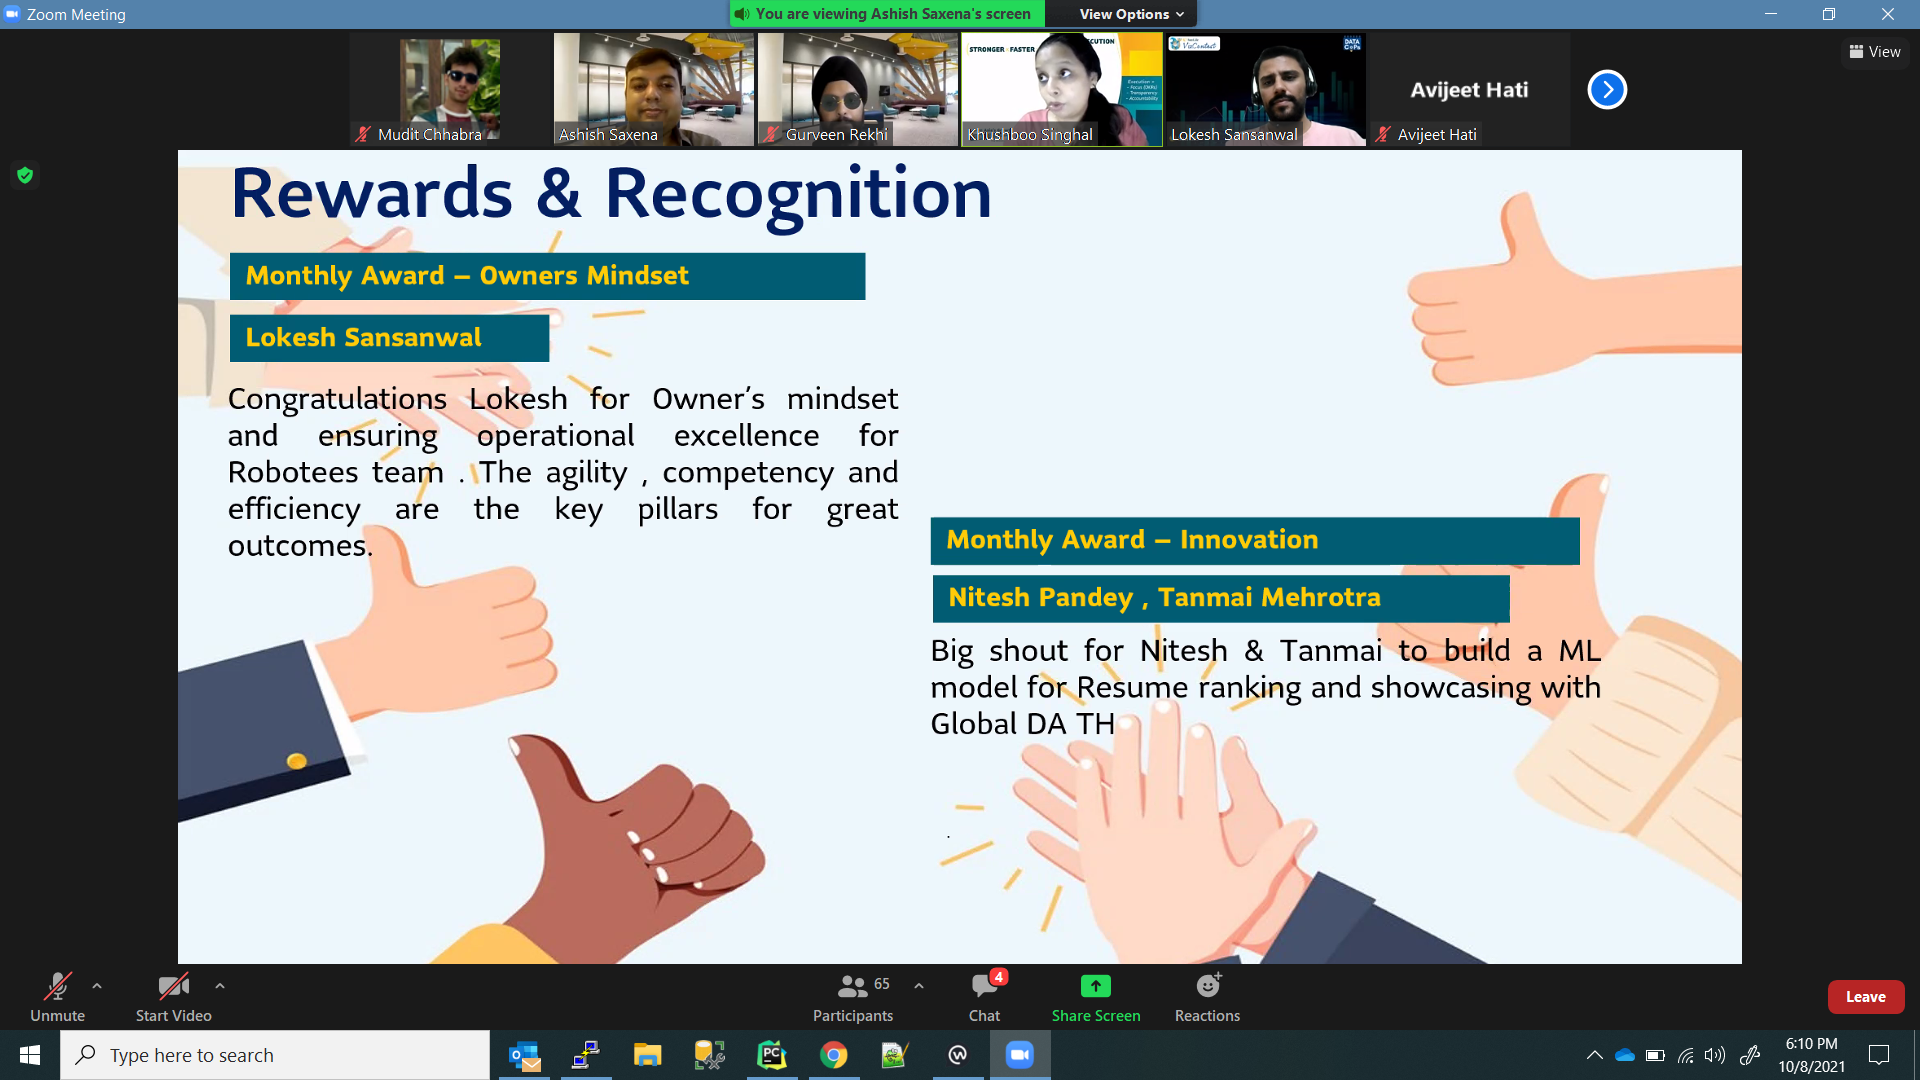 Zoom Meeting
You are viewing Ashish Saxena's screen
View Options
View
Mudit Chhabra
Ashish Saxena
Gurveen Rekhi
STRONGER FASTER
Khushboo Singhal
VizContest
DATA
Lokesh Sansanwal
Avijeet Hati
Avijeet Hati
Rewards & Recognition
Monthly Award – Owners Mindset
Lokesh Sansanwal
Congratulations Lokesh for Owner's mindset
and ensuring operational excellence for
Robotees team . The agility , competency and
efficiency are the key pillars for great
outcomes.
Monthly Award – Innovation
Nitesh Pandey , Tanmai Mehrotra
Big shout for Nitesh & Tanmai to build a ML
model for Resume ranking and showcasing with
Global DA TH
.
Unmute
Start Video
65
Participants
4
Chat
Share Screen
Reactions
Leave
Type here to search
PC
6:10 PM
10/8/2021